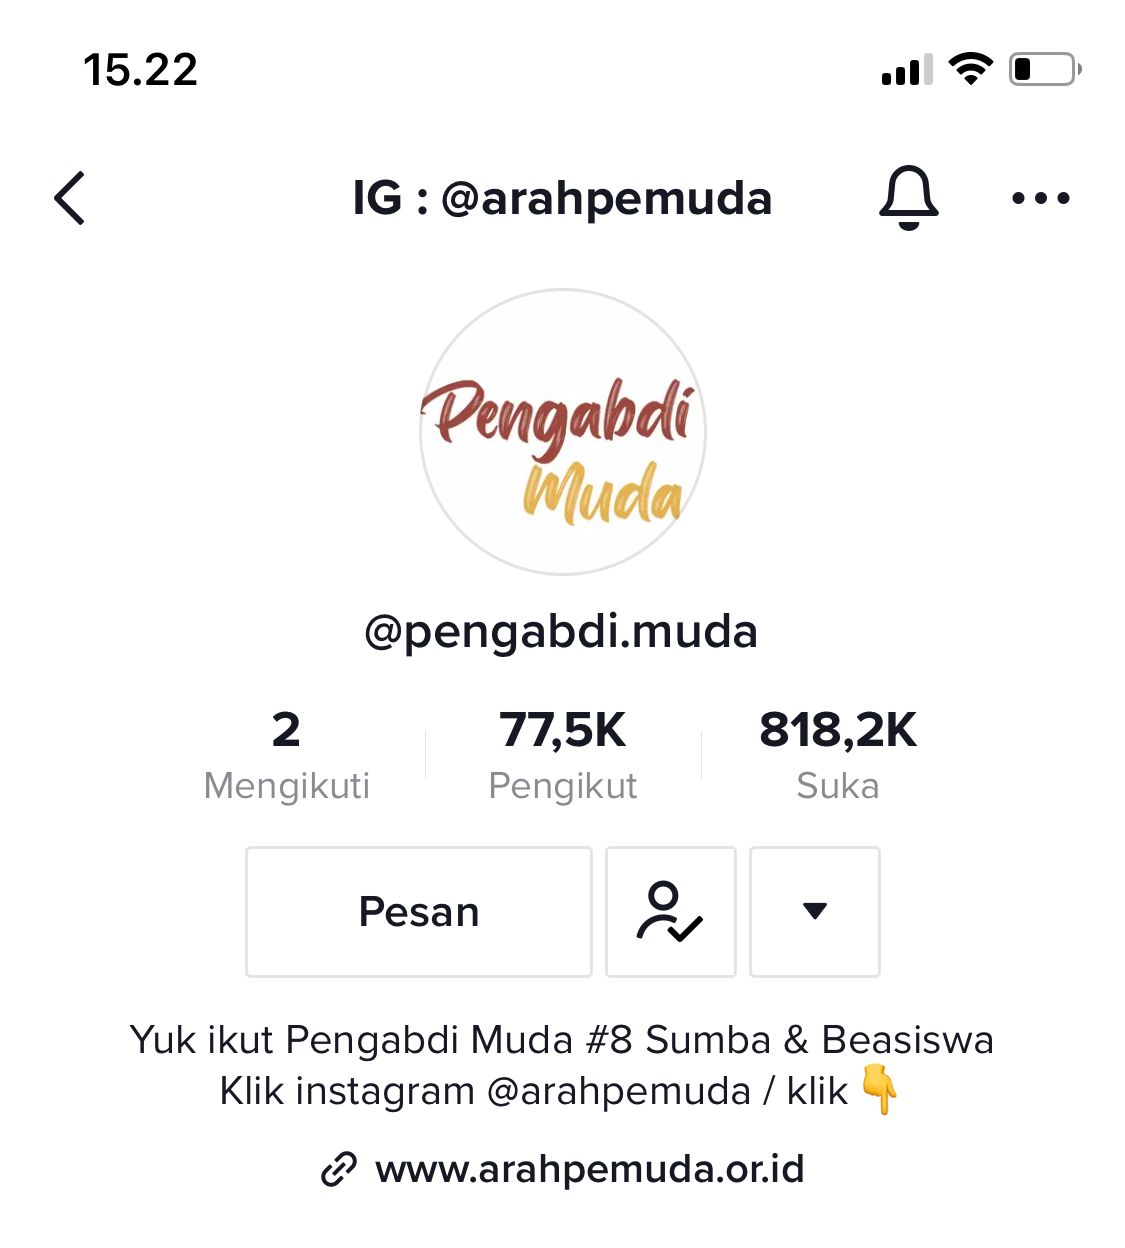 15.22
IG : @arahpemuda
Pengabdi
Muda
@pengabdi.muda
2 77,5K 818,2K
Mengikuti Pengikut Suka
Pesan
Yuk ikut Pengabdi Muda #8 Sumba & Beasiswa
Klik instagram @arahpemuda / klik 👇
www.arahpemuda.or.id